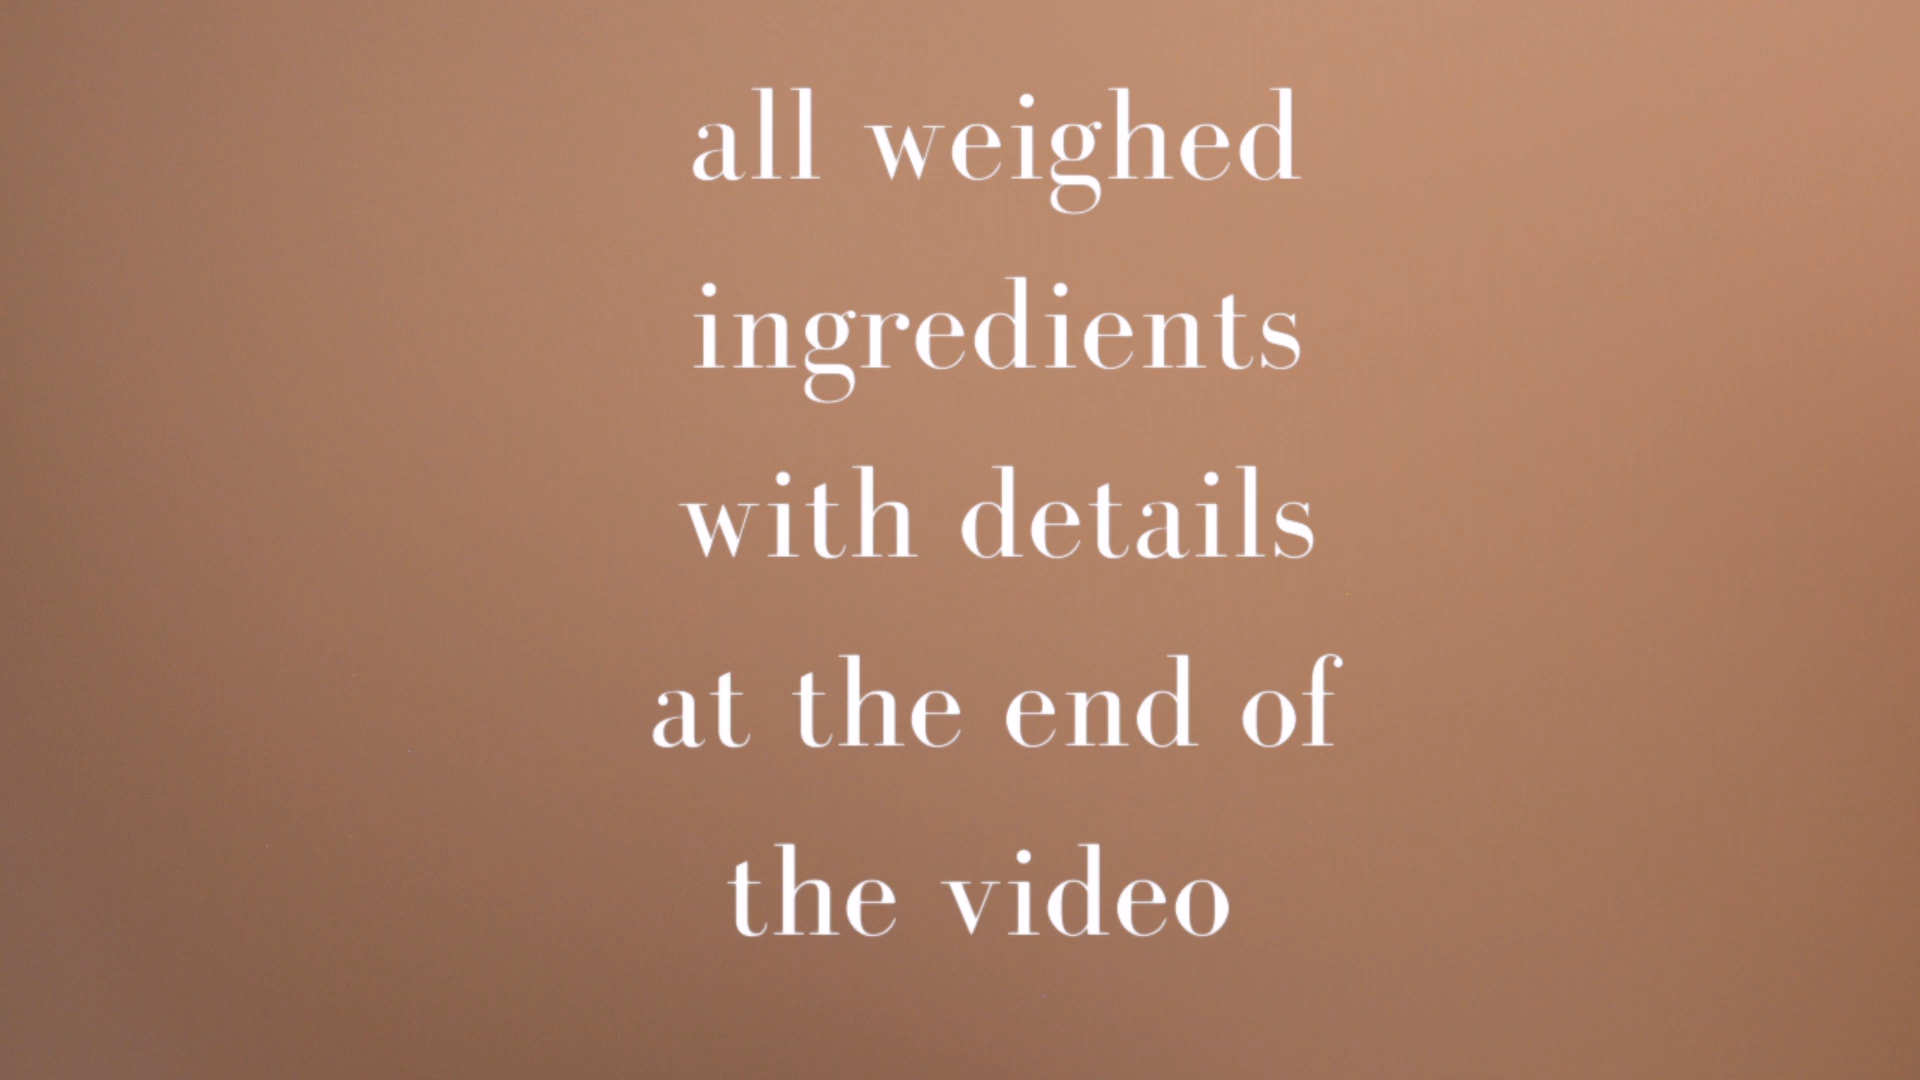 all weighed
ingredients
with details
at the end of
the video